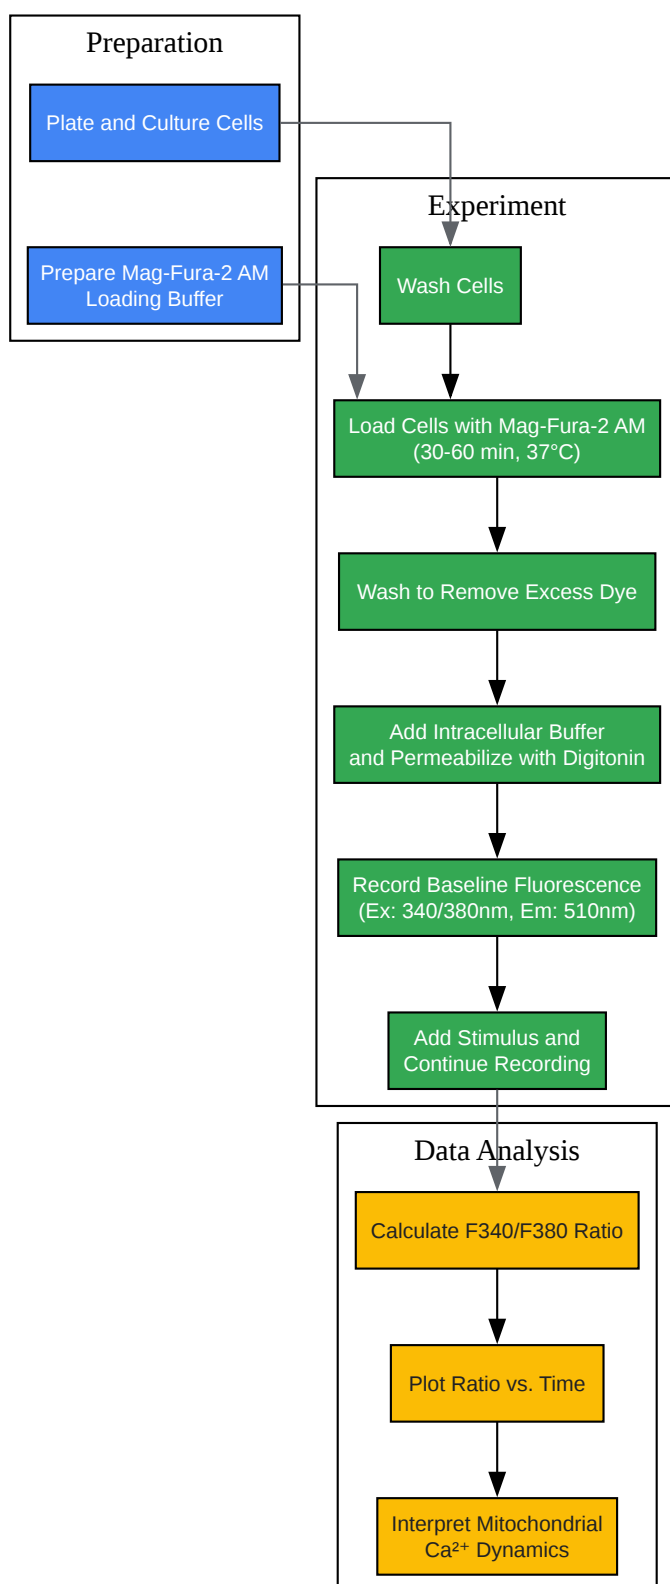 Preparation
Plate and Culture Cells
Prepare Mag-Fura-2 AM
Loading Buffer
Experiment
Wash Cells
Load Cells with Mag-Fura-2 AM
(30-60 min, 37°C)
Wash to Remove Excess Dye
Add Intracellular Buffer
and Permeabilize with Digitonin
Record Baseline Fluorescence
(Ex: 340/380nm, Em: 510nm)
Add Stimulus and
Continue Recording
Data Analysis
Calculate F340/F380 Ratio
Plot Ratio vs. Time
Interpret Mitochondrial
Ca²⁺ Dynamics